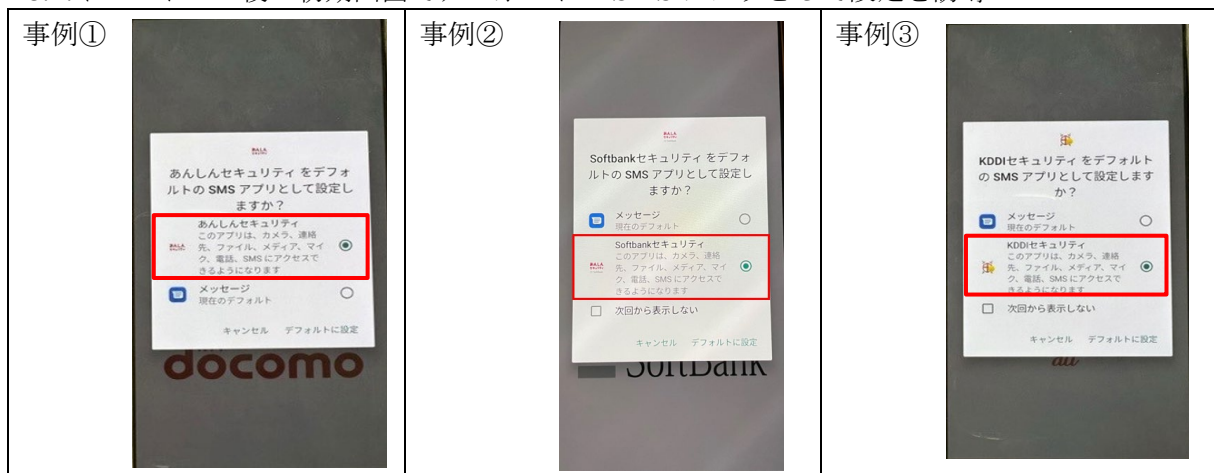 事例①
あんしんセキュリティ をデフォ
ルトの SMS アプリとして設定し
ますか？
あんしんセキュリティ
このアプリは、カメラ、連絡
先、ファイル、メディア、マイ
ク、電話、SMS にアクセスで
きるようになります
メッセージ
現在のデフォルト
キャンセル デフォルトに設定
docomo
事例②
Softbankセキュリティ をデフォ
ルトの SMS アプリとして設定し
ますか？
メッセージ
現在のデフォルト
Softbankセキュリティ
このアプリは、カメラ、連絡
先、ファイル、メディア、マイ
ク、電話、SMS にアクセスで
きるようになります
次回から表示しない
キャンセル デフォルトに設定
SoftBank
事例③
KDDIセキュリティ をデフォルト
の SMS アプリとして設定します
か？
メッセージ
現在のデフォルト
KDDIセキュリティ
このアプリは、カメラ、連絡
先、ファイル、メディア、マイ
ク、電話、SMS にアクセスで
きるようになります
次回から表示しない
キャンセル デフォルトに設定
au